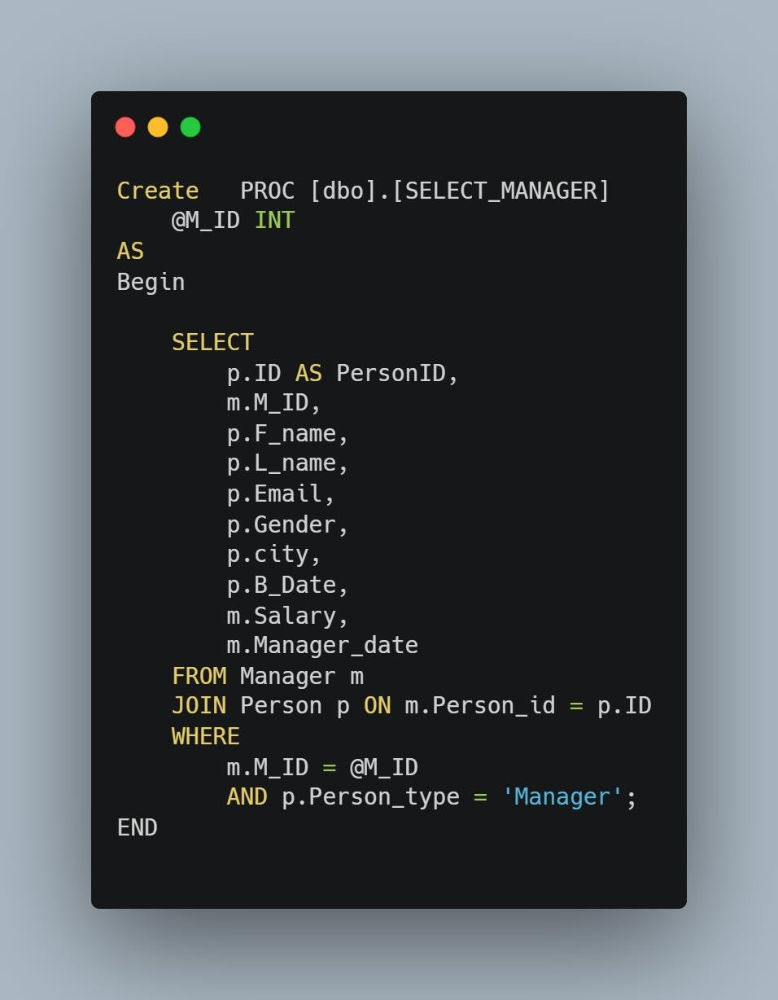 Create   PROC [dbo].[SELECT_MANAGER]
    @M_ID INT
AS
Begin

    SELECT
        p.ID AS PersonID,
        m.M_ID,
        p.F_name,
        p.L_name,
        p.Email,
        p.Gender,
        p.city,
        p.B_Date,
        m.Salary,
        m.Manager_date
    FROM Manager m
    JOIN Person p ON m.Person_id = p.ID
    WHERE
        m.M_ID = @M_ID
        AND p.Person_type = 'Manager';
END